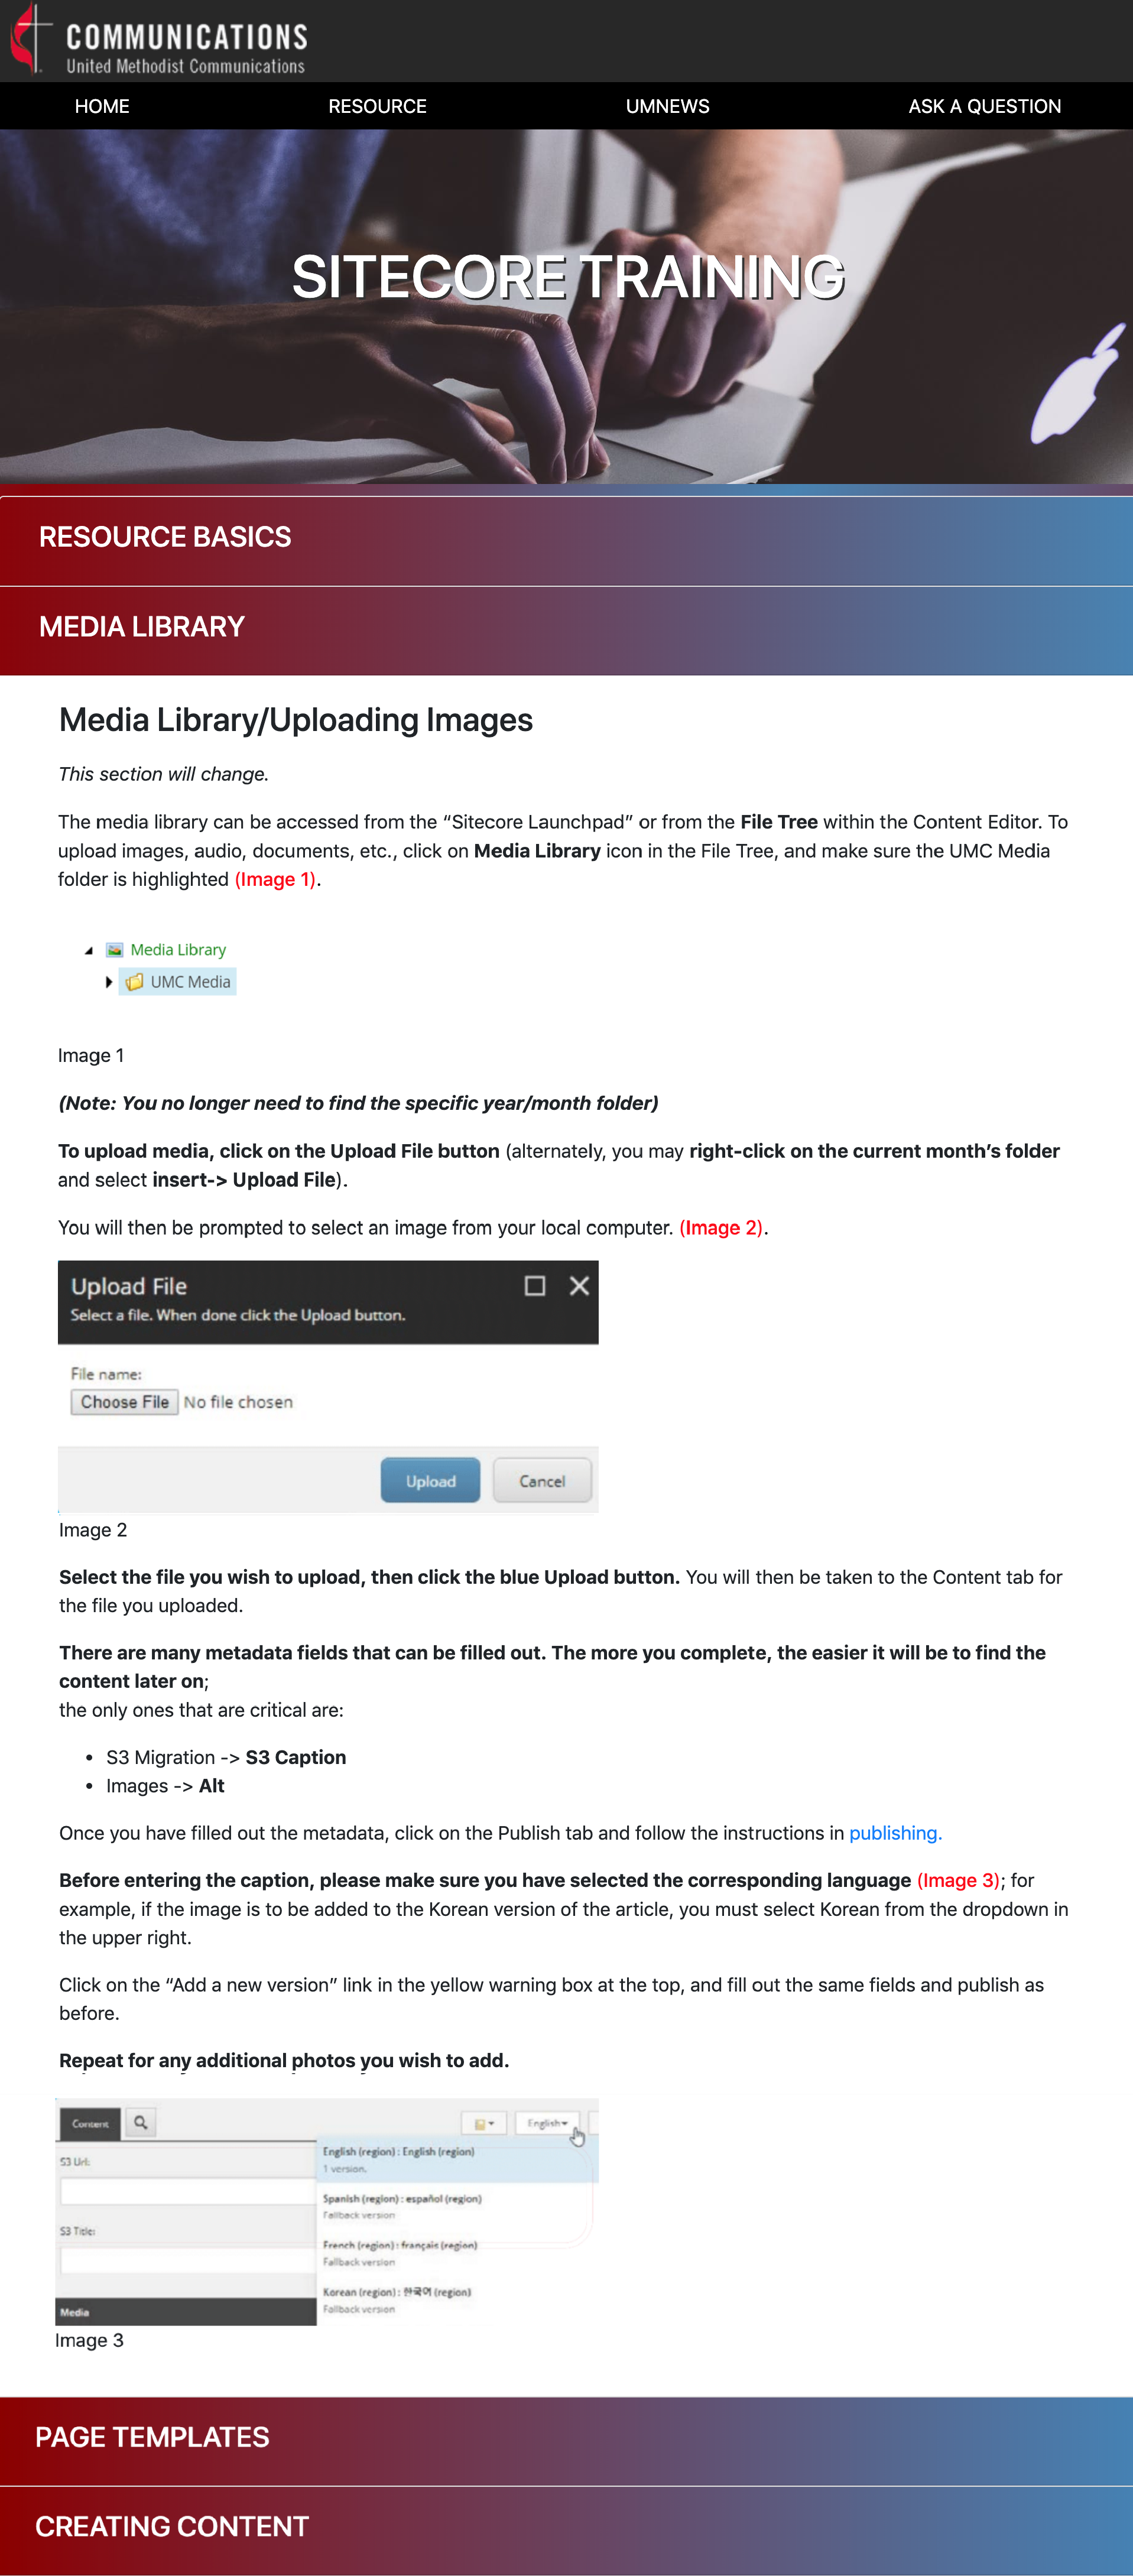 COMMUNICATIONS
United Methodist Communications
HOME RESOURCE UMNEWS ASK A QUESTION
SITECORE TRAINING
RESOURCE BASICS
MEDIA LIBRARY
Media Library/Uploading Images
This section will change.
The media library can be accessed from the “Sitecore Launchpad” or from the File Tree within the Content Editor. To
upload images, audio, documents, etc., click on Media Library icon in the File Tree, and make sure the UMC Media
folder is highlighted (Image 1).
Media Library
UMC Media
Image 1
(Note: You no longer need to find the specific year/month folder)
To upload media, click on the Upload File button (alternately, you may right-click on the current month’s folder
and select insert-> Upload File).
You will then be prompted to select an image from your local computer. (Image 2).
Upload File
Select a file. When done click the Upload button.
File name:
Choose File No file chosen
Upload Cancel
Image 2
Select the file you wish to upload, then click the blue Upload button. You will then be taken to the Content tab for
the file you uploaded.
There are many metadata fields that can be filled out. The more you complete, the easier it will be to find the
content later on;
the only ones that are critical are:
• S3 Migration -> S3 Caption
• Images -> Alt
Once you have filled out the metadata, click on the Publish tab and follow the instructions in publishing.
Before entering the caption, please make sure you have selected the corresponding language (Image 3); for
example, if the image is to be added to the Korean version of the article, you must select Korean from the dropdown in
the upper right.
Click on the “Add a new version” link in the yellow warning box at the top, and fill out the same fields and publish as
before.
Repeat for any additional photos you wish to add.
Content English
English (region) : English (region)
S3 Url:
1 version.
Spanish (region) : español (region)
Fallback version
S3 Title:
French (region) : français (region)
Fallback version
Korean (region) : 한국어 (region)
Media
Fallback version
Image 3
PAGE TEMPLATES
CREATING CONTENT